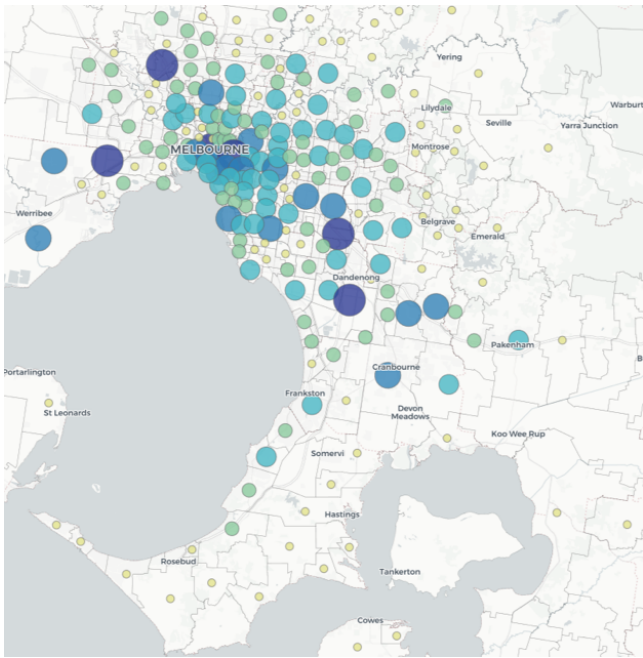 Yering
Lilydale
Warburt
Seville
Yarra Junction
MELBOURNE
Montrose
Werribee
Belgrave
Emerald
Dandenong
Pakenham
B
Portarlington
Cranbourne
Frankston
St Leonards
Devon
Meadows
Koo Wee Rup
Somervi
Hastings
Rosebud
Tankerton
Cowes